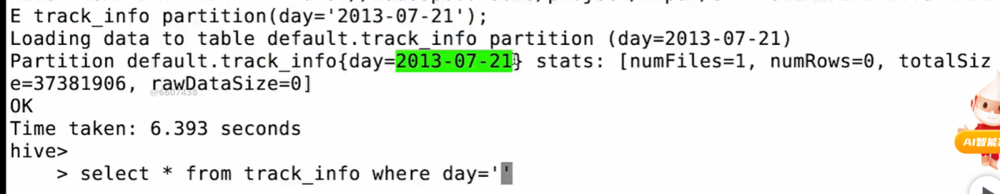 E track_info partition(day='2013-07-21');
Loading data to table default.track_info partition (day=2013-07-21)
Partition default.track_info{day=2013-07-21} stats: [numFiles=1, numRows=0, totalSiz
e=37381906, rawDataSize=0]
@6607438
OK
Time taken: 6.393 seconds
hive>
    > select * from track_info where day=''
AI智能